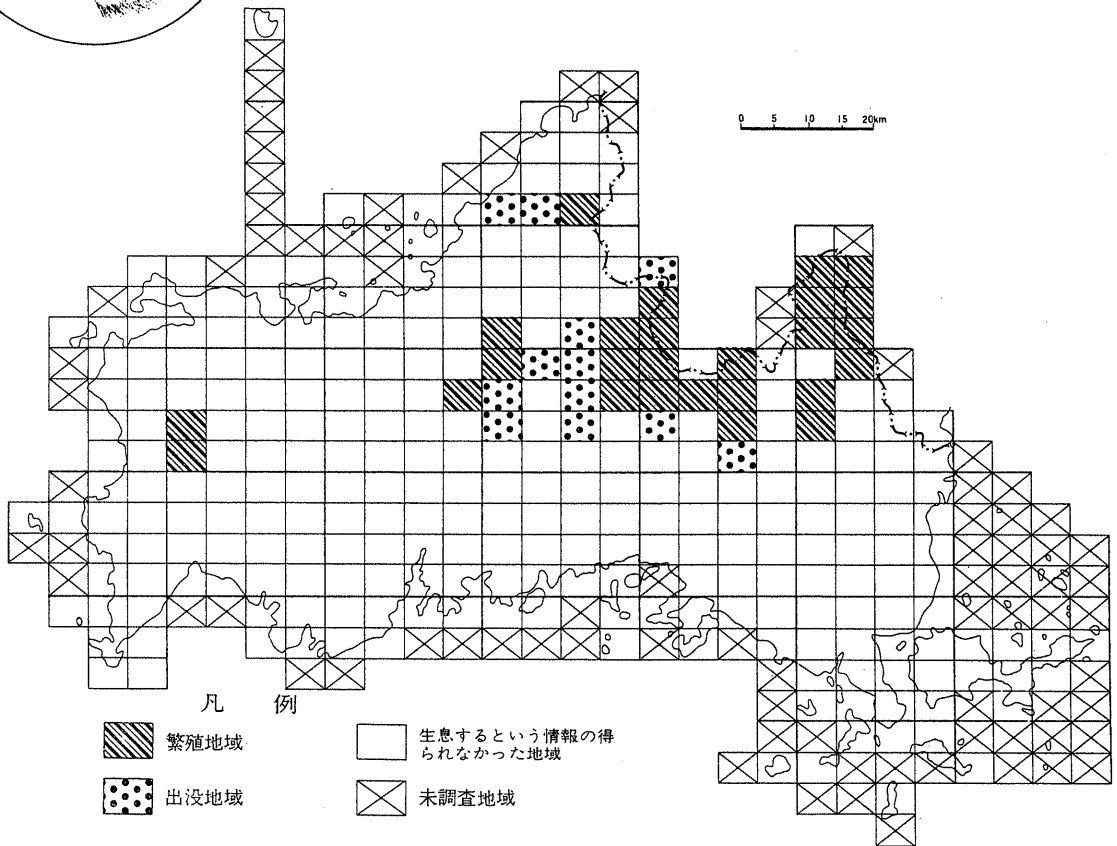 0 5 10 15 20km
凡 例
繁殖地域
生息するという情報の得
られなかった地域
出没地域
未調査地域